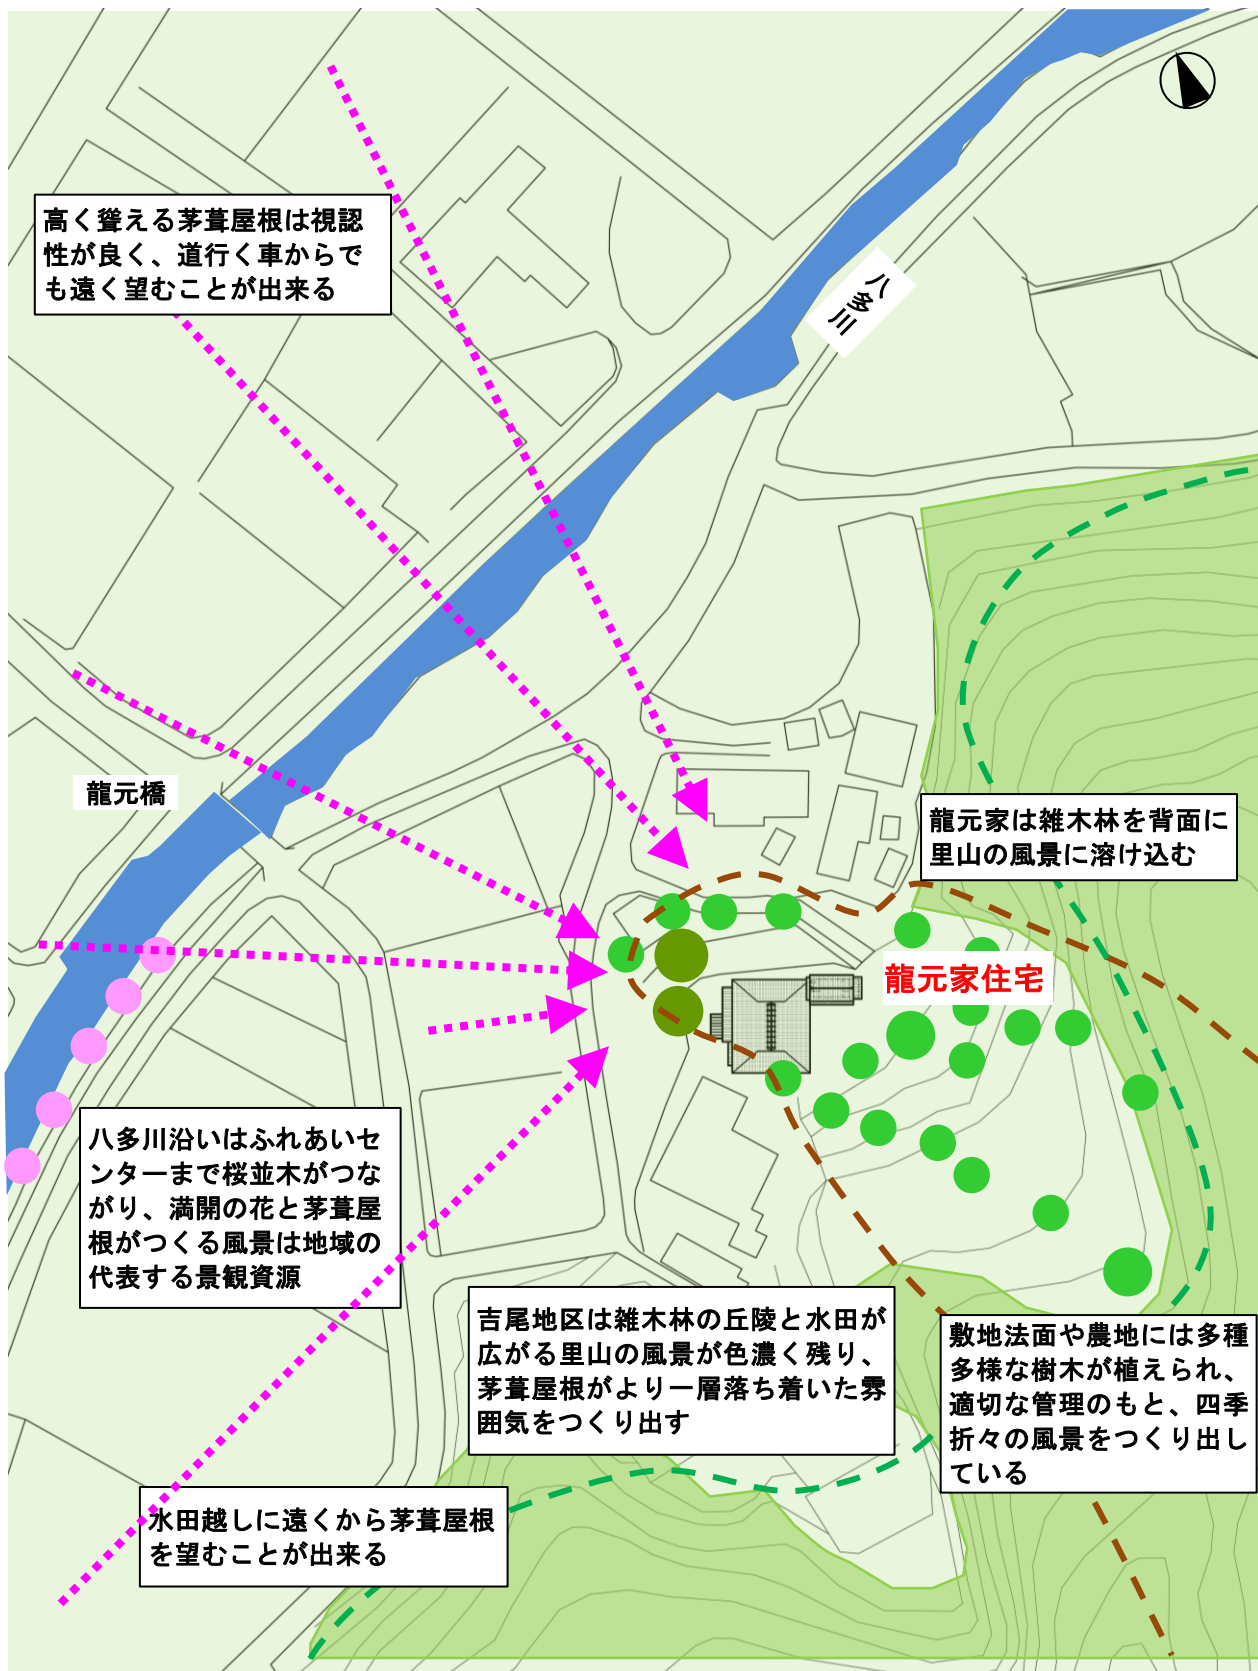 高く聳える茅葺屋根は視認
性が良く、道行く車からで
も遠く望むことが出来る
八多川
龍元橋
龍元家は雑木林を背面に
里山の風景に溶け込む
龍元家住宅
八多川沿いはふれあいセ
ンターまで桜並木がつな
がり、満開の花と茅葺屋
根がつくる風景は地域の
代表する景観資源
吉尾地区は雑木林の丘陵と水田が
広がる里山の風景が色濃く残り、
茅葺屋根がより一層落ち着いた雰
囲気をつくり出す
敷地法面や農地には多種
多様な樹木が植えられ、
適切な管理のもと、四季
折々の風景をつくり出し
ている
水田越しに遠くから茅葺屋根
を望むことが出来る